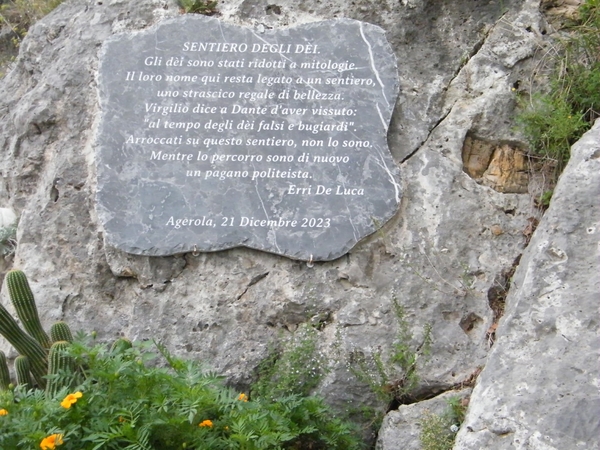 SENTIERO DEGLI DEI.
Gli dèi sono stati ridotti a mitologie.
Il loro nome qui resta legato a un sentiero,
uno strascico regale di bellezza.
Virgilio dice a Dante d'aver vissuto:
"al tempo degli dèi falsi e bugiardi".
Arroccati su questo sentiero, non lo sono.
Mentre lo percorro sono di nuovo
un pagano politeista.
Erri De Luca
Agerola, 21 Dicembre 2023